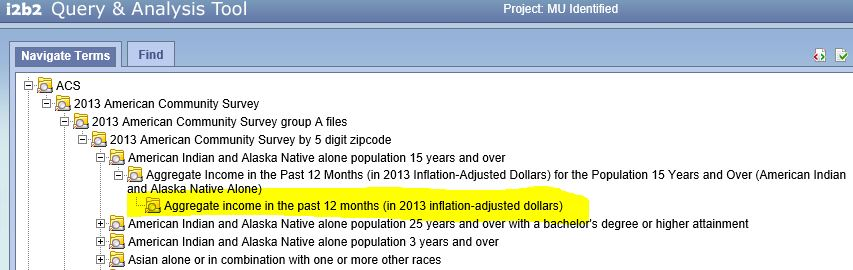 i2b2 Query & Analysis Tool Project: MU Identified
Navigate Terms Find
ACS
2013 American Community Survey
2013 American Community Survey group A files
2013 American Community Survey by 5 digit zipcode
American Indian and Alaska Native alone population 15 years and over
Aggregate Income in the Past 12 Months (in 2013 Inflation-Adjusted Dollars) for the Population 15 Years and Over (American Indian
and Alaska Native Alone)
Aggregate income in the past 12 months (in 2013 inflation-adjusted dollars)
American Indian and Alaska Native alone population 25 years and over with a bachelor's degree or higher attainment
American Indian and Alaska Native alone population 3 years and over
Asian alone or in combination with one or more other races